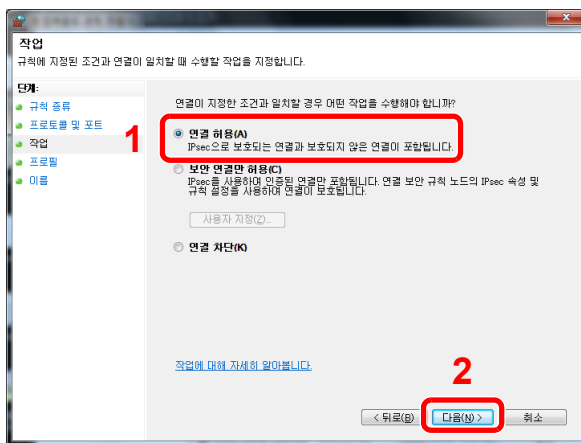 작업
규칙에 지정된 조건과 연결이 일치할 때 수행할 작업을 지정합니다.
단계:
규칙 종류
프로토콜 및 포트
작업
프로필
이름
연결이 지정한 조건과 일치할 경우 어떤 작업을 수행해야 합니까?
1
연결 허용(A)
IPsec으로 보호되는 연결과 보호되지 않은 연결이 포함됩니다.
보안 연결만 허용(C)
IPsec을 사용하여 인증된 연결만 포함됩니다. 연결 보안 규칙 노드의 IPsec 속성 및
규칙 설정을 사용하여 연결이 보호됩니다.
사용자 지정(Z)...
연결 차단(K)
작업에 대해 자세히 알아봅니다.
2
< 뒤로(B)
다음(N) >
취소